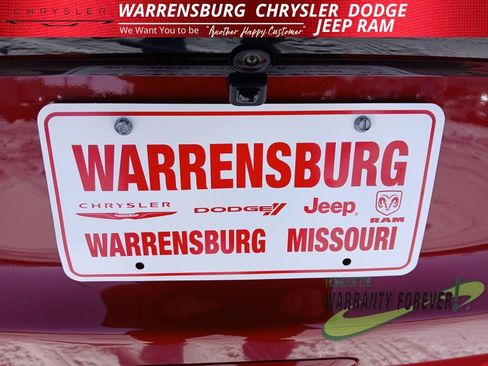 CHRYSLER
WARRENSBURG CHRYSLER DODGE
JEEP RAM
We Want You to be "Another Happy Customer"
WARRENSBURG
CHRYSLER DODGE Jeep RAM
WARRENSBURG MISSOURI
HOME OF THE
WARRANTY FOREVER